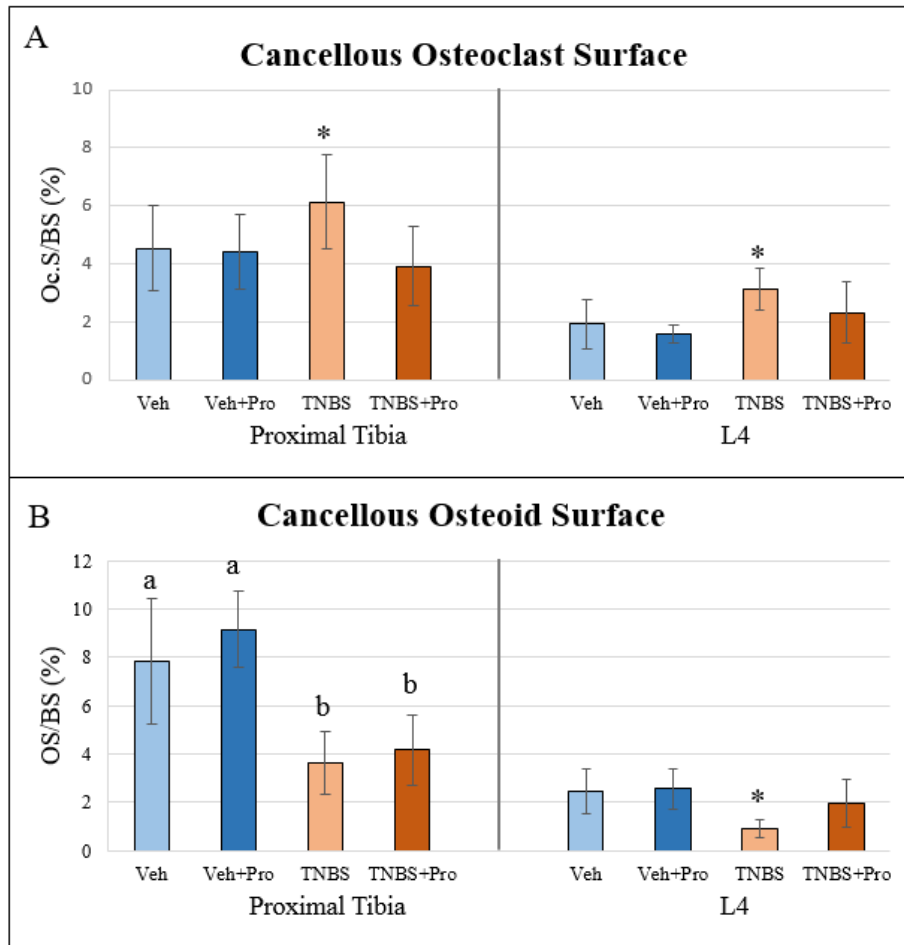 A
Cancellous Osteoclast Surface
Oc.S/BS (%)
10
8
6
4
2
0
*
*
Veh Veh+Pro TNBS TNBS+Pro Veh Veh+Pro TNBS TNBS+Pro
Proximal Tibia L4
B
Cancellous Osteoid Surface
OS/BS (%)
12
10
8
6
4
2
0
a a b b
*
Veh Veh+Pro TNBS TNBS+Pro Veh Veh+Pro TNBS TNBS+Pro
Proximal Tibia L4